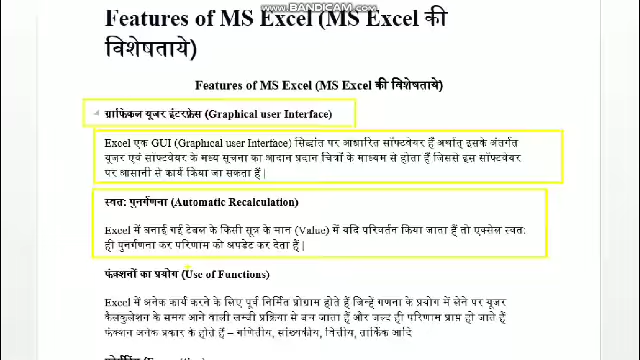 WWW.BANDICAM.COM
Features of MS Excel (MS Excel की
विशेषताये)
Features of MS Excel (MS Excel की विशेषताये)
ग्राफिकल यूजर इंटरफ़ेस (Graphical user Interface)
Excel एक GUI (Graphical user Interface) सिद्धांत पर आधारित सॉफ्टवेयर हैं अर्थात् इसके अंतर्गत
यूजर एवं सॉफ्टवेयर के मध्य सूचना का आदान प्रदान चित्रों के माध्यम से होता हैं जिससे इस सॉफ्टवेयर
पर आसानी से कार्य किया जा सकता हैं |
स्वत: पुनर्गणना (Automatic Recalculation)
Excel में बनाई गई टेबल के किसी सूत्र के मान (Value) में यदि परिवर्तन किया जाता हैं तो एक्सेल स्वत:
ही पुनर्गणना कर परिणाम को अपडेट कर देता हैं |
फंक्शनों का प्रयोग (Use of Functions)
Excel में अनेक कार्य करने के लिए पूर्व निर्मित प्रोग्राम होते हैं जिन्हें गणना के प्रयोग में लेने पर यूजर
कैलकुलेशन के समय आने वाली लम्बी प्रक्रिया से बच जाता हैं और जल्द ही परिणाम प्राप्त हो जाते हैं
फंक्शन अनेक प्रकार के होते हैं – गणितीय, सांख्यकीय, वित्तीय, तार्किक आदि